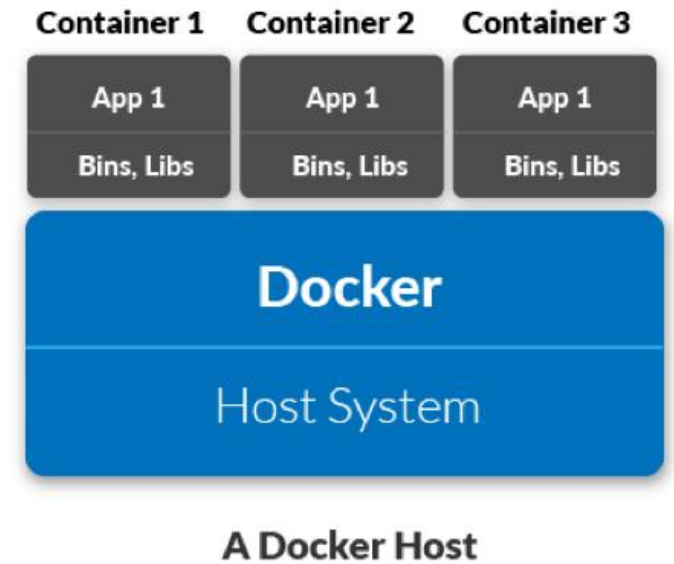 Container 1 Container 2 Container 3
App 1 App 1 App 1
Bins, Libs Bins, Libs Bins, Libs
Docker
Host System
A Docker Host